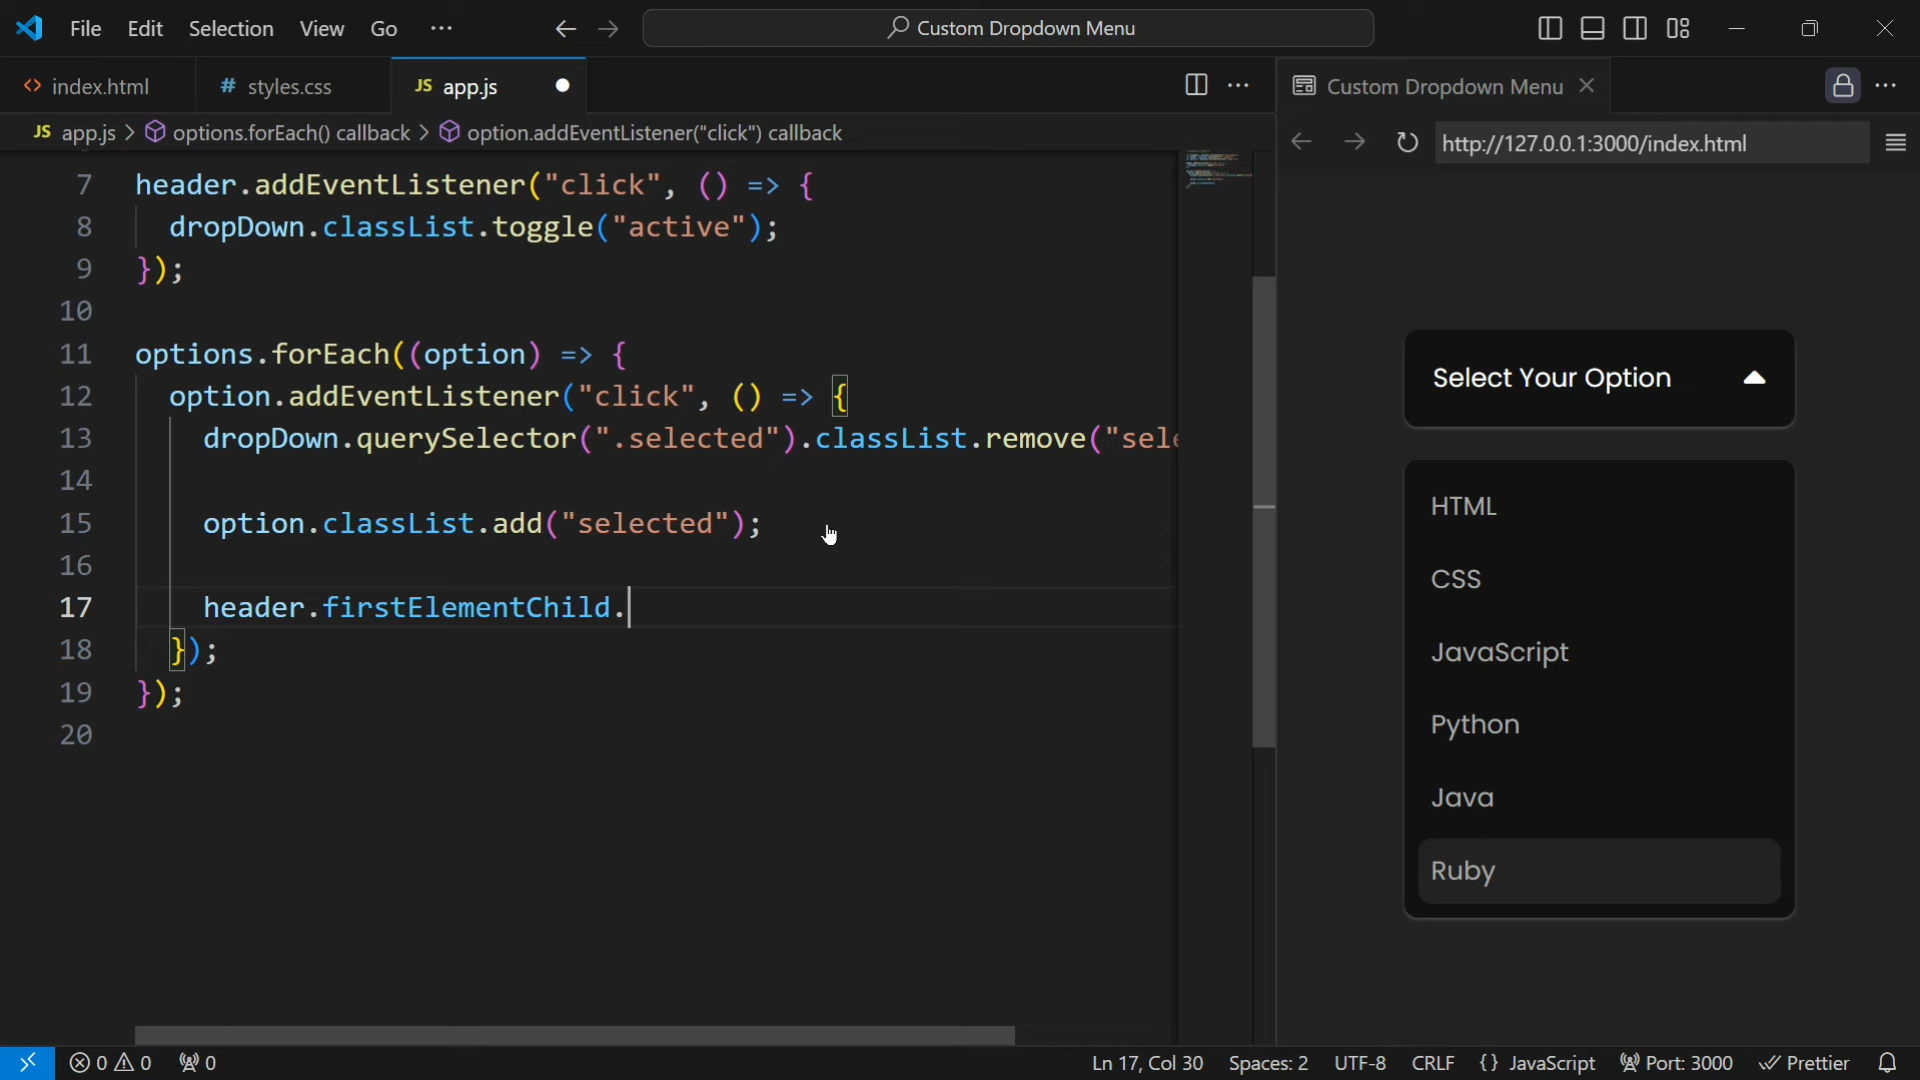 File Edit Selection View Go ··· Custom Dropdown Menu
index.html # styles.css JS app.js ···
Custom Dropdown Menu ···
JS app.js > options.forEach() callback > option.addEventListener("click") callback
http://127.0.0.1:3000/index.html
7 header.addEventListener("click", () => {
8 dropDown.classList.toggle("active");
9 });
10
11 options.forEach((option) => {
12 option.addEventListener("click", () => {
13 dropDown.querySelector(".selected").classList.remove("sele
14
15 option.classList.add("selected");
16
17 header.firstElementChild.
18 });
19 });
20
Select Your Option
HTML
CSS
JavaScript
Python
Java
Ruby
0 0 0 Ln 17, Col 30 Spaces: 2 UTF-8 CRLF {} JavaScript Port: 3000 Prettier